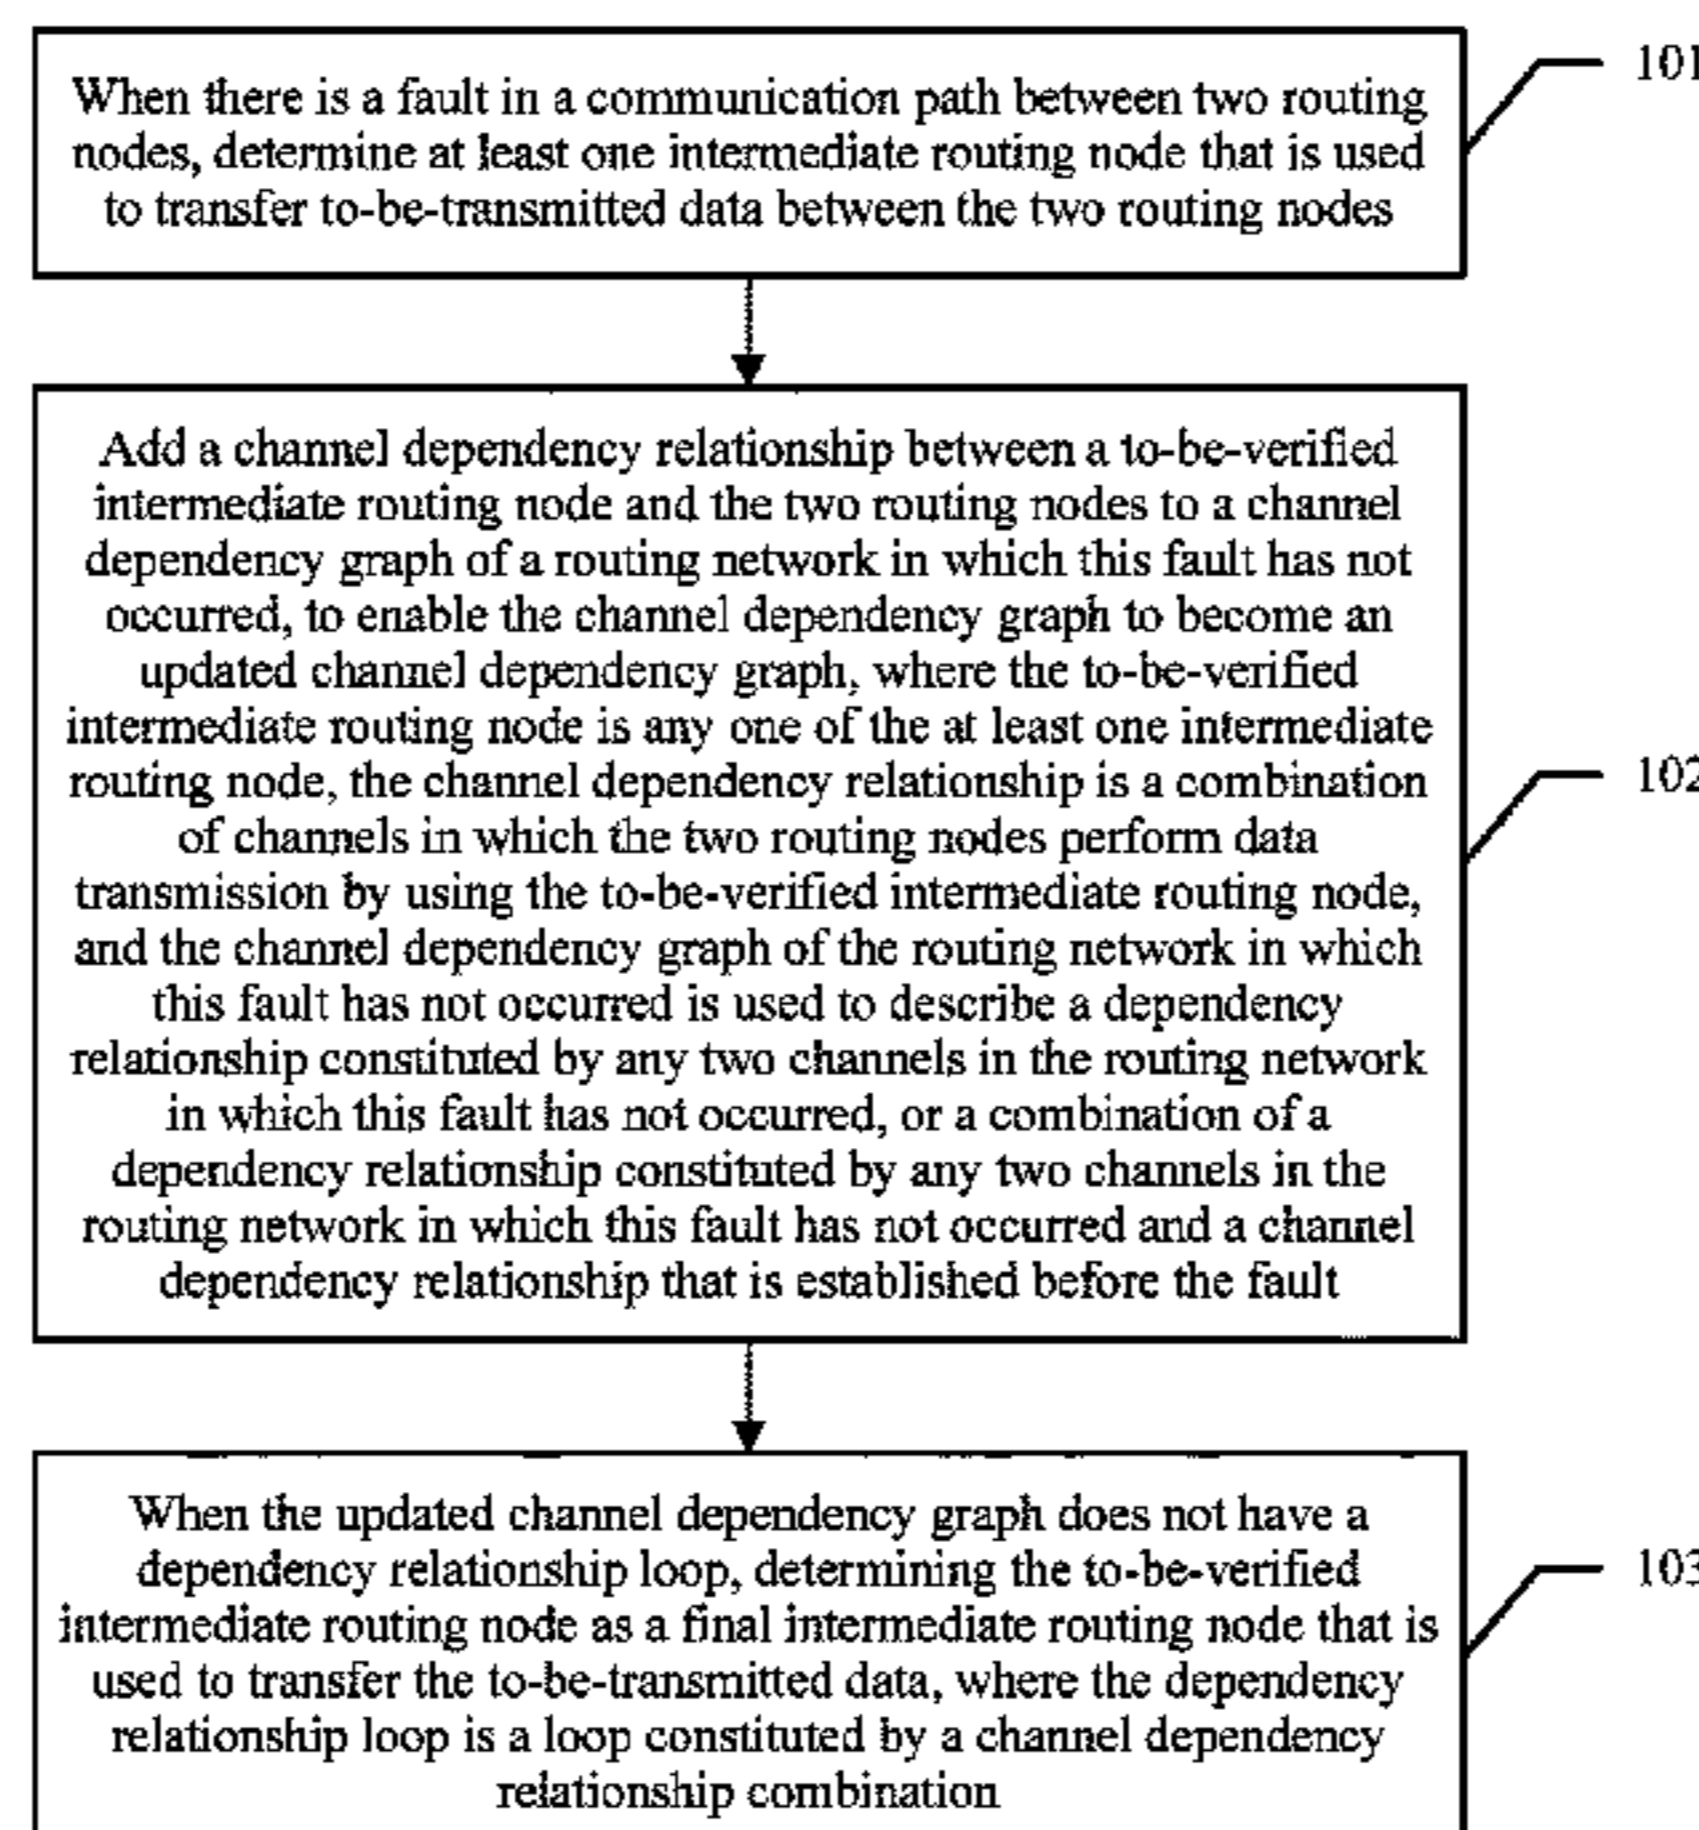 When there is a fault in a communication path between two routing
nodes, determine at least one intermediate routing node that is used
to transfer to-be-transmitted data between the two routing nodes
101
Add a channel dependency relationship between a to-be-verified
intermediate routing node and the two routing nodes to a channel
dependency graph of a routing network in which this fault has not
occurred, to enable the channel dependency graph to become an
updated channel dependency graph, where the to-be-verified
intermediate routing node is any one of the at least one intermediate
routing node, the channel dependency relationship is a combination
of channels in which the two routing nodes perform data
transmission by using the to-be-verified intermediate routing node,
and the channel dependency graph of the routing network in which
this fault has not occurred is used to describe a dependency
relationship constituted by any two channels in the routing network
in which this fault has not occurred, or a combination of a
dependency relationship constituted by any two channels in the
routing network in which this fault has not occurred and a channel
dependency relationship that is established before the fault
102
When the updated channel dependency graph does not have a
dependency relationship loop, determining the to-be-verified
intermediate routing node as a final intermediate routing node that is
used to transfer the to-be-transmitted data, where the dependency
relationship loop is a loop constituted by a channel dependency
relationship combination
103